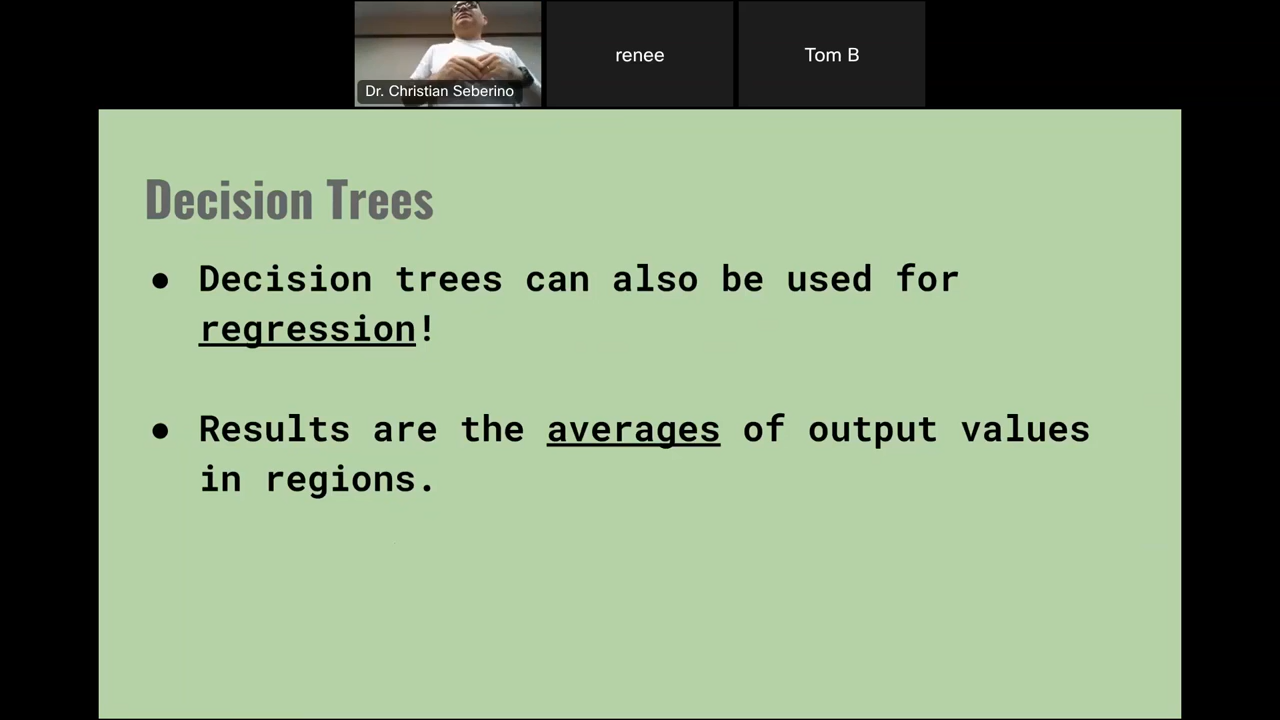 Dr. Christian Seberino
renee
Tom B
Decision Trees
● Decision trees can also be used for
regression!
● Results are the averages of output values
in regions.